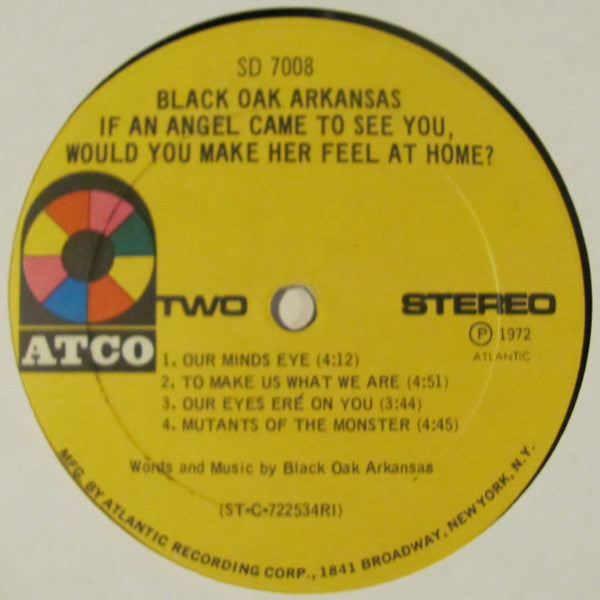 SD 7008
BLACK OAK ARKANSAS
IF AN ANGEL CAME TO SEE YOU,
WOULD YOU MAKE HER FEEL AT HOME?
ATCO
TWO
STEREO
Ⓟ 1972
ATLANTIC
1. OUR MINDS EYE (4:12)
2. TO MAKE US WHAT WE ARE (4:51)
3. OUR EYES ERÉ ON YOU (3:44)
4. MUTANTS OF THE MONSTER (4:45)
Words and Music by Black Oak Arkansas
(ST-C-722534RI)
MFG. BY ATLANTIC RECORDING CORP., 1841 BROADWAY, NEW YORK, N.Y.